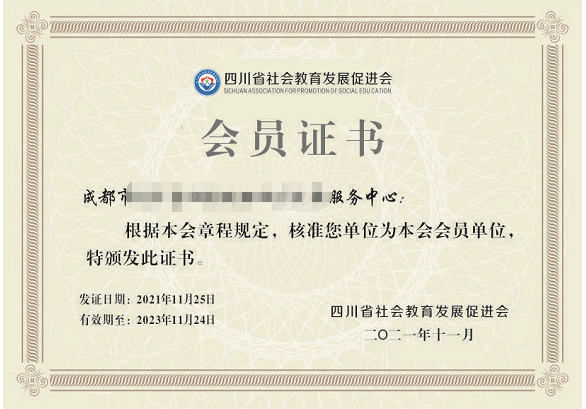 四川省社会教育发展促进会
SICHUAN ASSOCIATION FOR PROMOTION OF SOCIAL EDUCATION
会员证书
成都市 服务中心：
根据本会章程规定，核准您单位为本会会员单位，
特颁发此证书。
发证日期：2021年11月25日
有效期至：2023年11月24日
四川省社会教育发展促进会
二〇二一年十一月